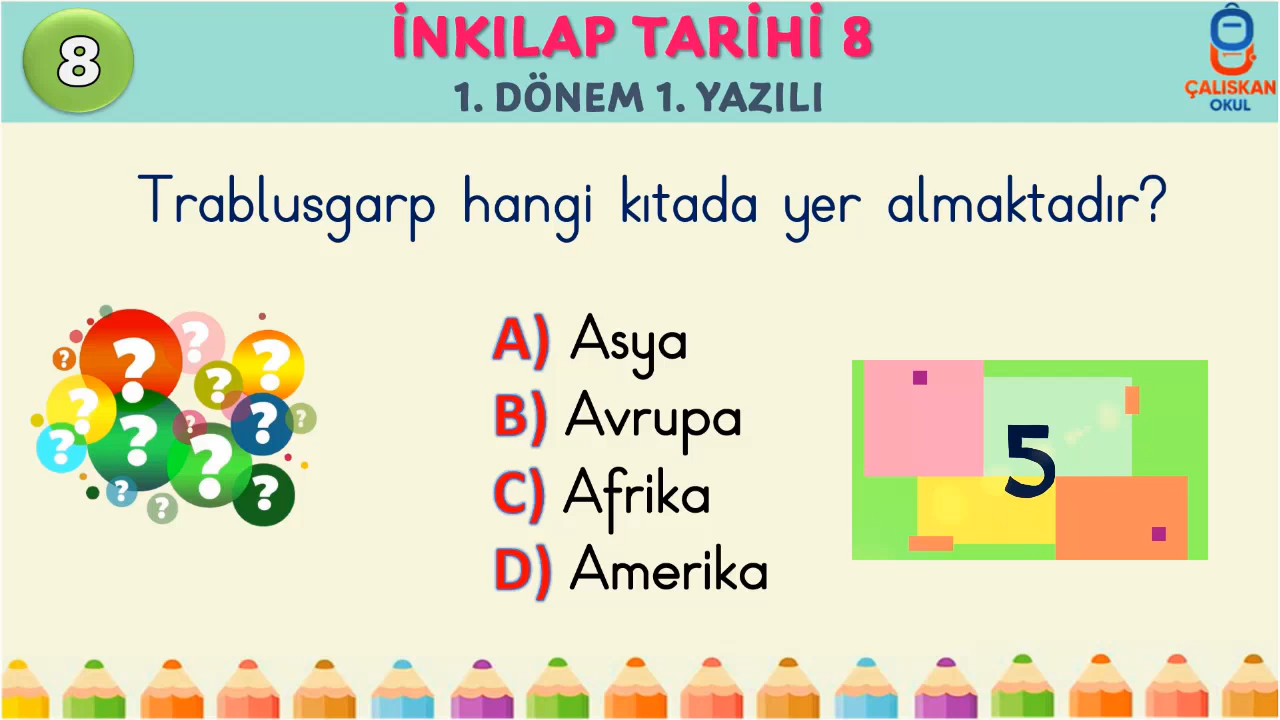 8
İNKILAP TARİHİ 8
1. DÖNEM 1. YAZILI
ÇALISKAN
OKUL
Trablusgarp hangi kıtada yer almaktadır?
? ? ? ? ? ? ? ? ? ? ? ? ? ?
A) Asya
B) Avrupa
C) Afrika
D) Amerika
5